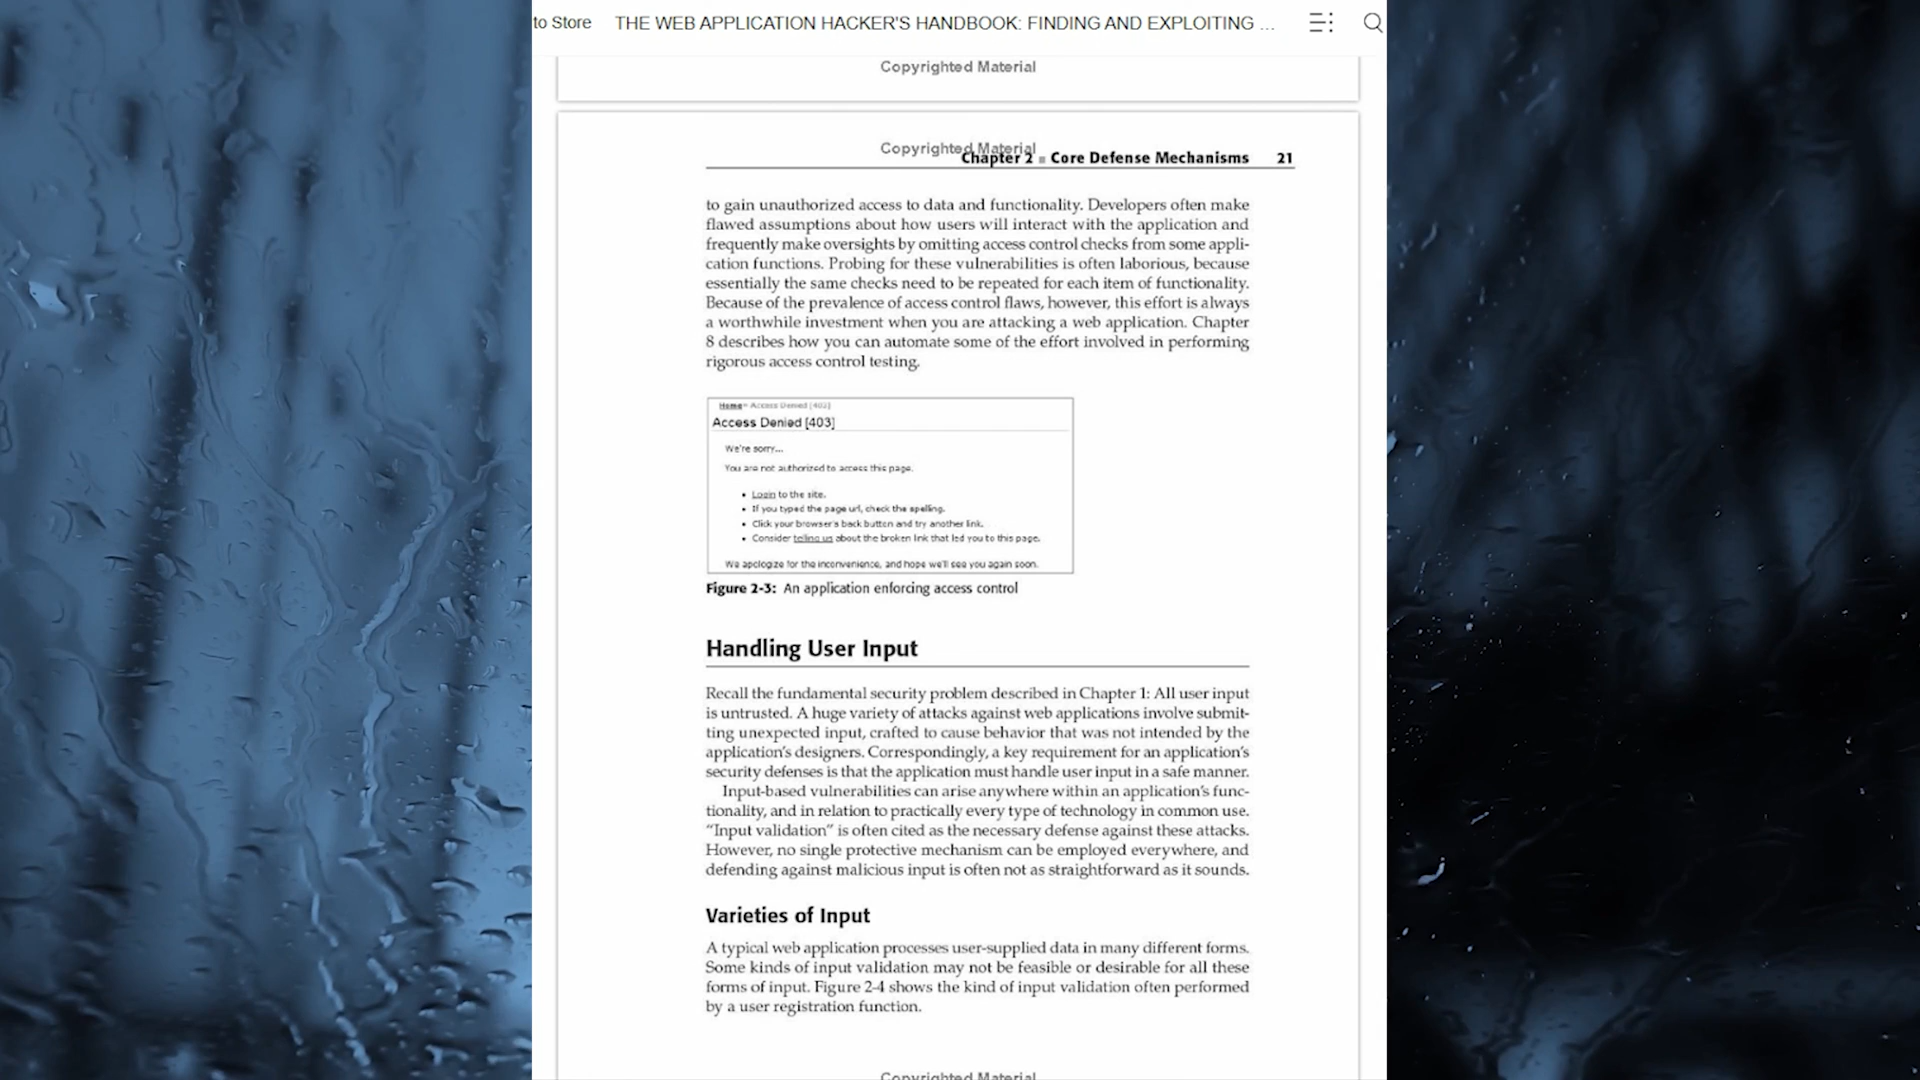 to Store THE WEB APPLICATION HACKER'S HANDBOOK: FINDING AND EXPLOITING ...
Copyrighted Material
Copyrighted Material
Chapter 2 ■ Core Defense Mechanisms 21
to gain unauthorized access to data and functionality. Developers often make
flawed assumptions about how users will interact with the application and
frequently make oversights by omitting access control checks from some appli-
cation functions. Probing for these vulnerabilities is often laborious, because
essentially the same checks need to be repeated for each item of functionality.
Because of the prevalence of access control flaws, however, this effort is always
a worthwhile investment when you are attacking a web application. Chapter
8 describes how you can automate some of the effort involved in performing
rigorous access control testing.
Home> Access Denied [403]
Access Denied [403]
We're sorry...
You are not authorized to access this page.
• Login to the site.
• If you typed the page url, check the spelling.
• Click your browser's back button and try another link.
• Consider telling us about the broken link that led you to this page.
We apologize for the inconvenience, and hope we'll see you again soon.
Figure 2-3: An application enforcing access control
Handling User Input
Recall the fundamental security problem described in Chapter 1: All user input
is untrusted. A huge variety of attacks against web applications involve submit-
ting unexpected input, crafted to cause behavior that was not intended by the
application's designers. Correspondingly, a key requirement for an application's
security defenses is that the application must handle user input in a safe manner.
Input-based vulnerabilities can arise anywhere within an application's func-
tionality, and in relation to practically every type of technology in common use.
"Input validation" is often cited as the necessary defense against these attacks.
However, no single protective mechanism can be employed everywhere, and
defending against malicious input is often not as straightforward as it sounds.
Varieties of Input
A typical web application processes user-supplied data in many different forms.
Some kinds of input validation may not be feasible or desirable for all these
forms of input. Figure 2-4 shows the kind of input validation often performed
by a user registration function.
Copyrighted Material